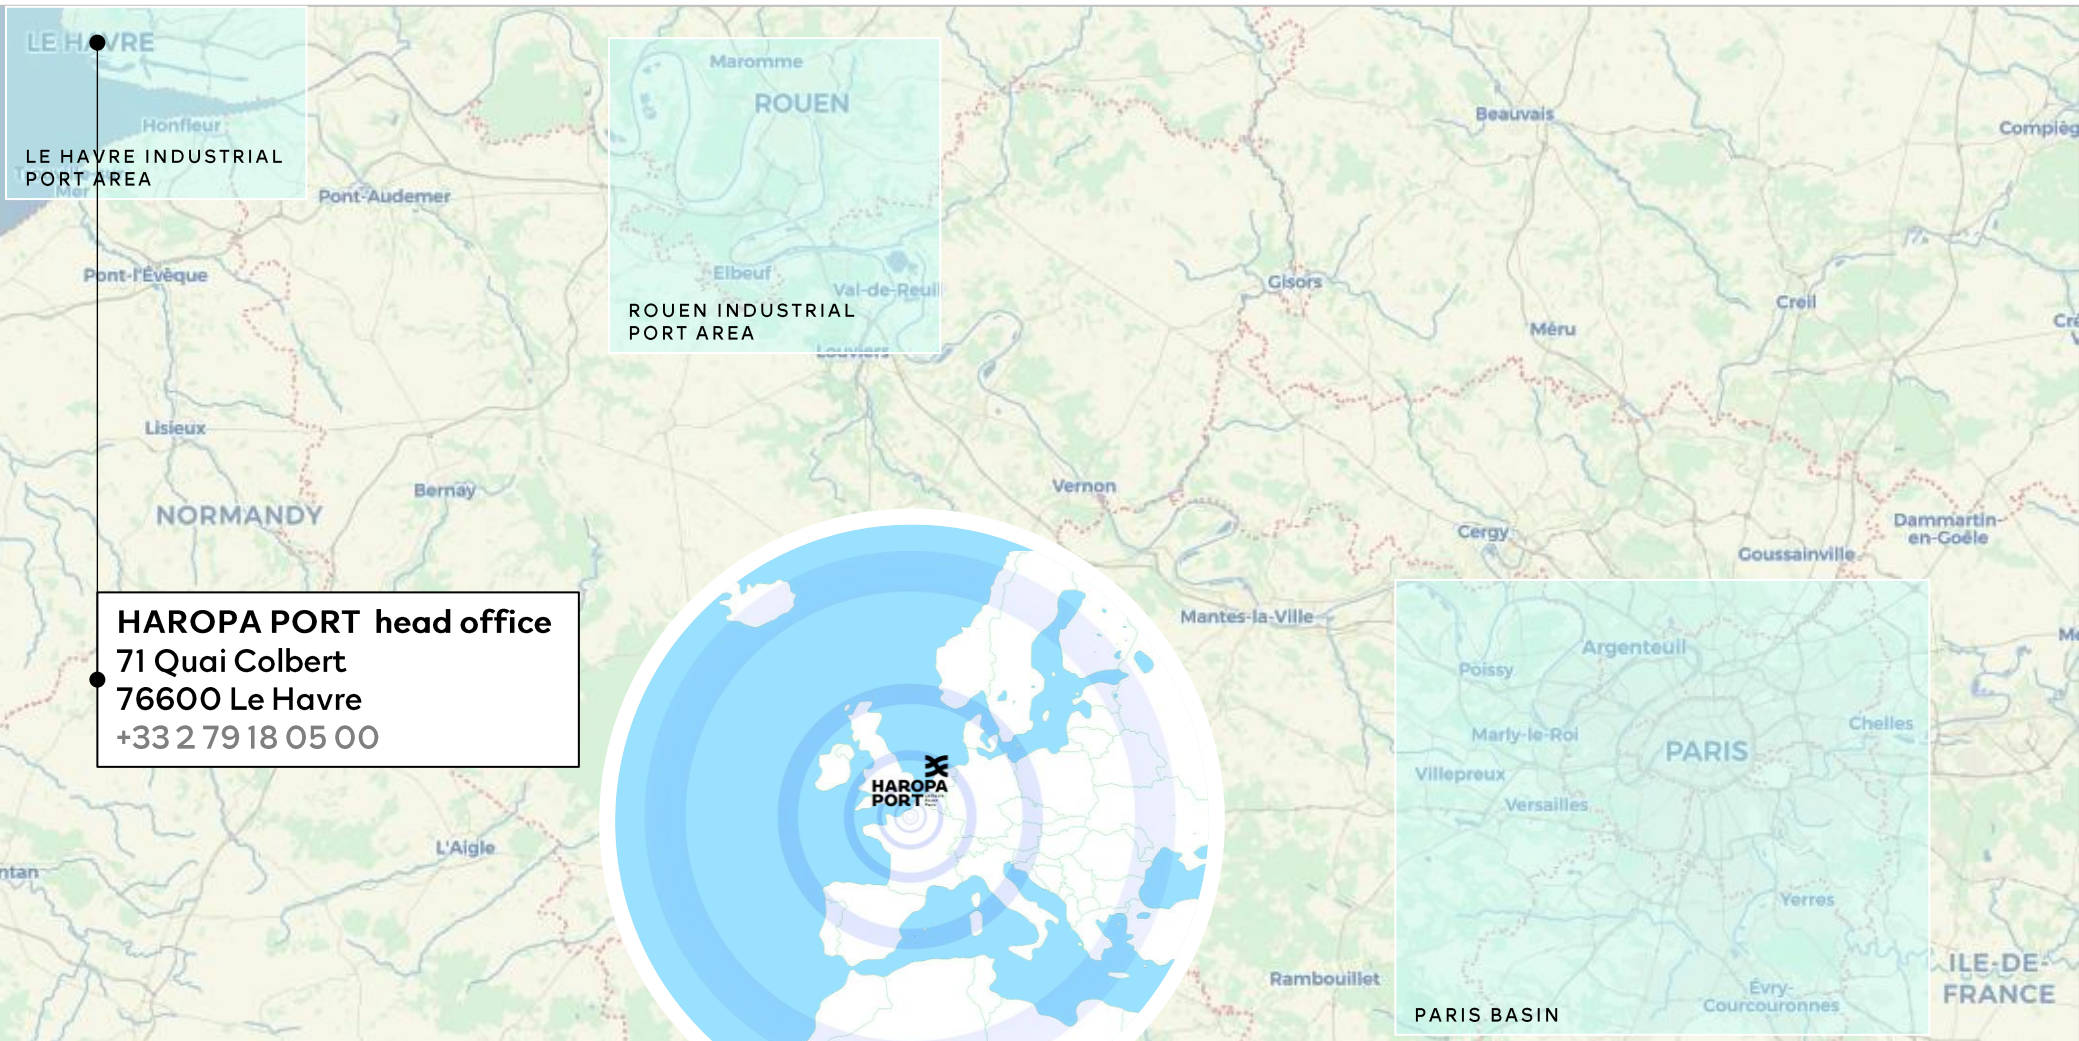 LE HAVRE
Honfleur
LE HAVRE INDUSTRIAL
PORT AREA
Mer
Pont-Audemer
Pont-l'Évêque
Lisieux
NORMANDY
Bernay
Maromme
ROUEN
Elbeuf
Val-de-Reuil
ROUEN INDUSTRIAL
PORT AREA
Louviers
Beauvais
Compièg
Gisors
Creil
Méru
Cré
Vernon
Cergy
Dammartin-
en-Goële
Goussainville
Mantes-la-Ville
HAROPA PORT head office
71 Quai Colbert
76600 Le Havre
+33 2 79 18 05 00
HAROPA
PORT
L'Aigle
ntan
Argenteuil
Poissy
Marly-le-Roi
Chelles
PARIS
Villepreux
Versailles
Yerres
Évry-
Courcouronnes
PARIS BASIN
Rambouillet
ILE-DE-
FRANCE